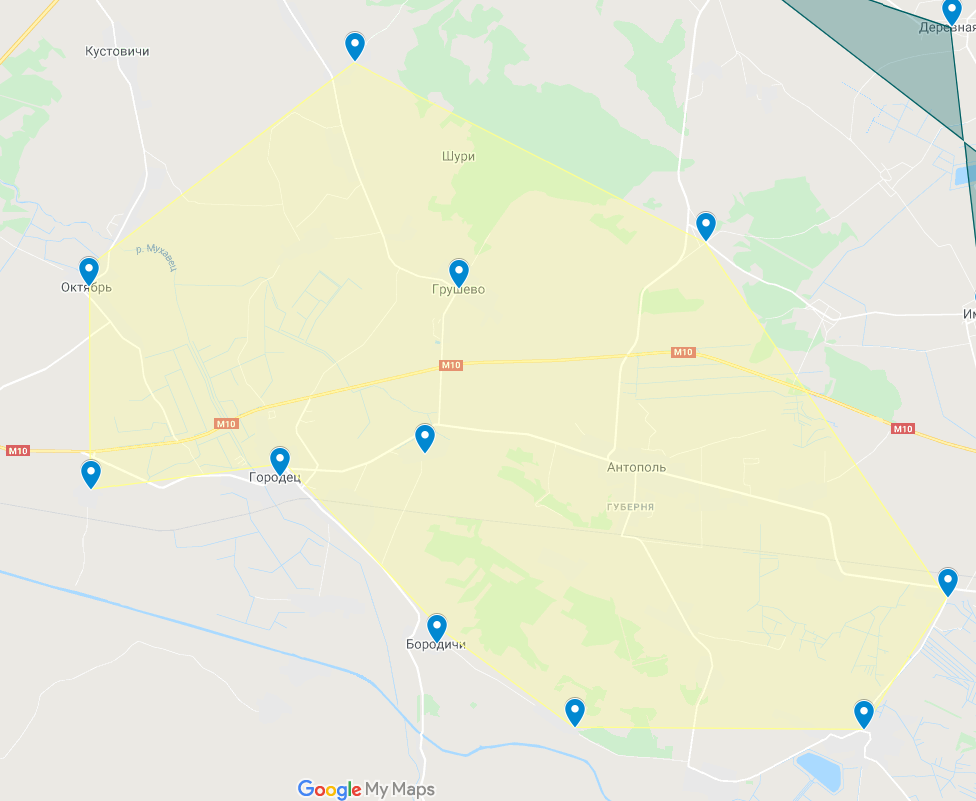 Деревная
Кустовичи
Шури
р. Мухавец
Октябрь
Грушево
Им
M10
M10
M10
M10
M10
Городец
Антополь
ГУБЕРНЯ
Бородичи
Google My Maps